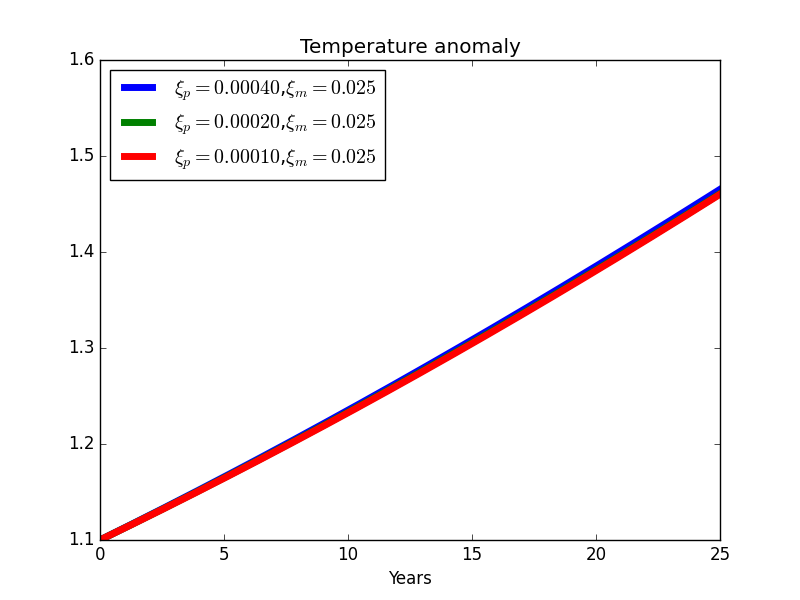 Temperature anomaly
1.6
1.5
1.4
1.3
1.2
1.1
ξₚ = 0.00040,ξₘ = 0.025
ξₚ = 0.00020,ξₘ = 0.025
ξₚ = 0.00010,ξₘ = 0.025
0 5 10 15 20 25
Years